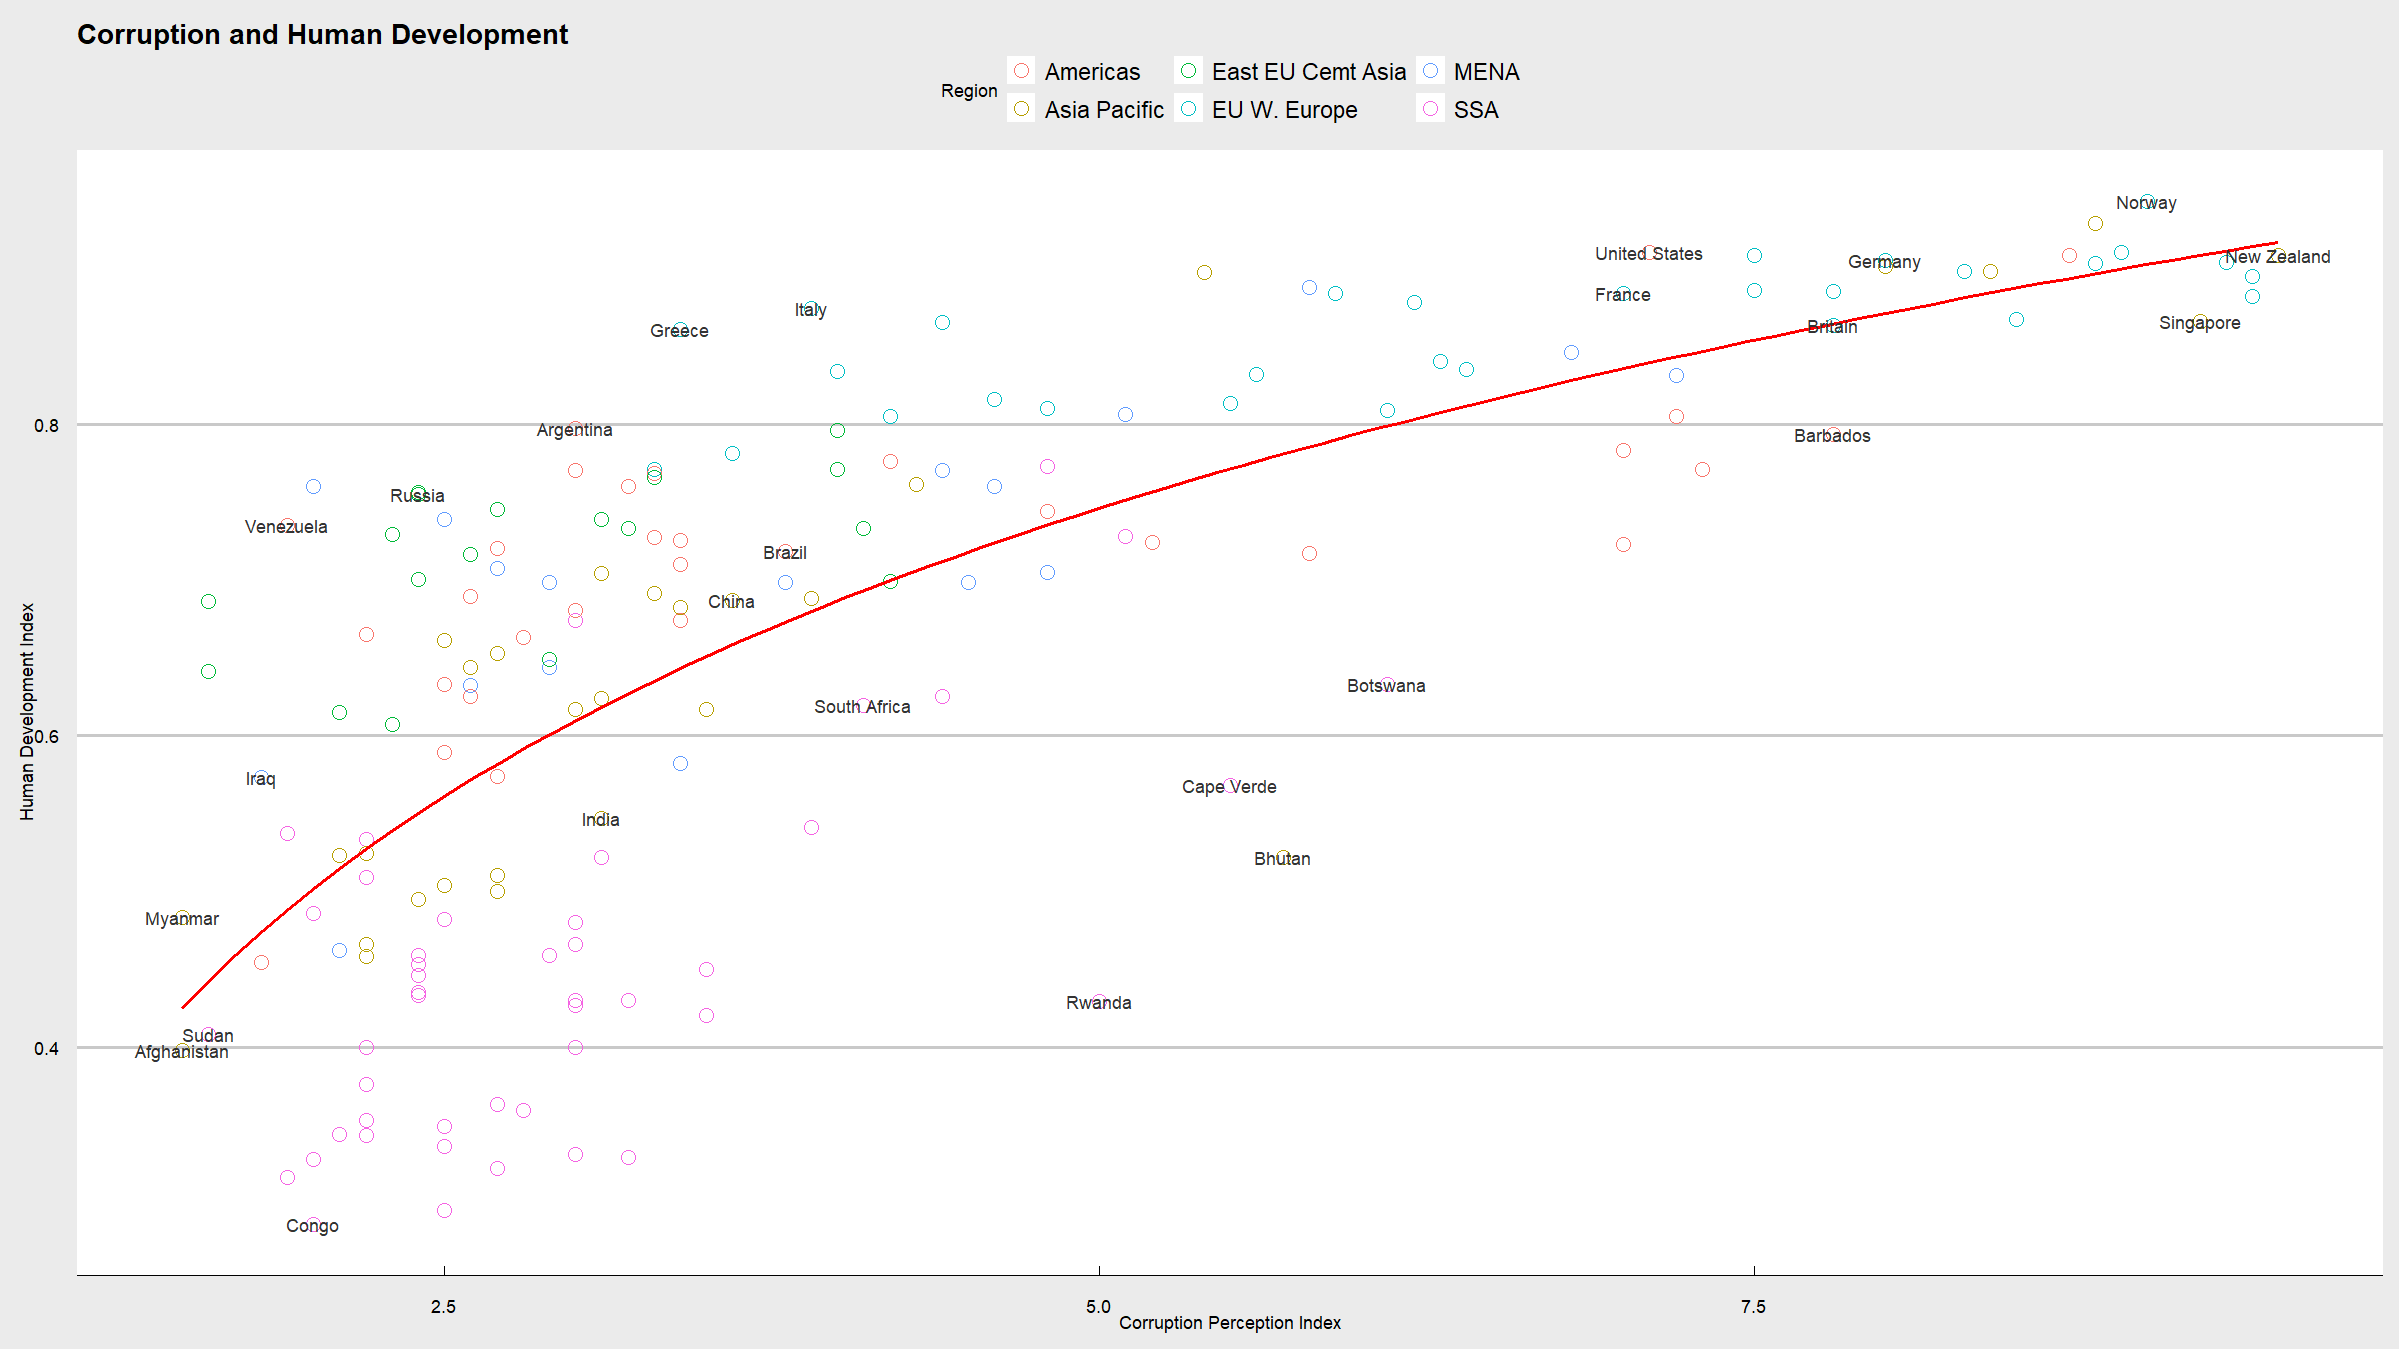 Corruption and Human Development
Region
Americas
East EU Cemt Asia
MENA
Asia Pacific
EU W. Europe
SSA
Norway
United States
Germany
New Zealand
France
Italy
Greece
Britain
Singapore
0.8
Argentina
Barbados
Russia
Venezuela
Brazil
China
Botswana
South Africa
Human Development Index
0.6
Iraq
Cape Verde
India
Bhutan
Myanmar
Rwanda
Sudan
0.4
Afghanistan
Congo
2.5
5.0
7.5
Corruption Perception Index